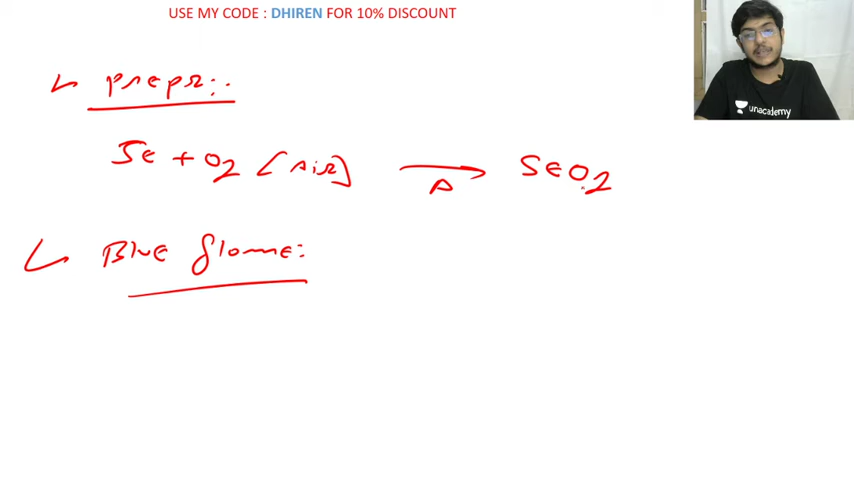 USE MY CODE : DHIREN FOR 10% DISCOUNT
unacademy
Prepr:.
Se + O2 [Air] → SeO2
Δ
Blue flame: